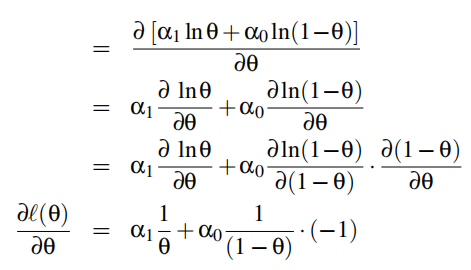 = ∂ [α₁ ln θ + α₀ ln(1−θ)] / ∂θ
= α₁ ∂ ln θ / ∂θ + α₀ ∂ ln(1−θ) / ∂θ
= α₁ ∂ ln θ / ∂θ + α₀ ∂ ln(1−θ) / ∂(1−θ) · ∂(1−θ) / ∂θ
∂ℓ(θ) / ∂θ = α₁ 1 / θ + α₀ 1 / (1−θ) · (−1)